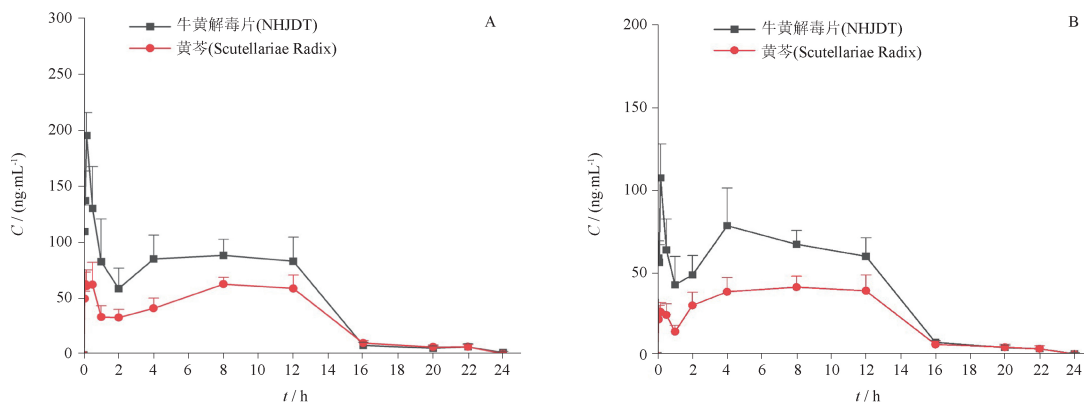 A
牛黄解毒片(NHJDT)
黄芩(Scutellariae Radix)
300
250
200
150
100
50
0
C / (ng·mL⁻¹)
0 2 4 6 8 10 12 14 16 18 20 22 24
t / h
B
牛黄解毒片(NHJDT)
黄芩(Scutellariae Radix)
200
150
100
50
0
C / (ng·mL⁻¹)
0 2 4 6 8 10 12 14 16 18 20 22 24
t / h